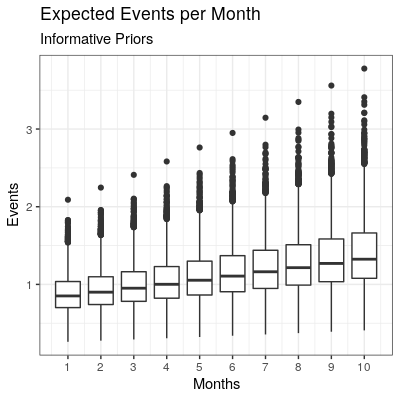 Expected Events per Month
Informative Priors
3
2
1
Events
1 2 3 4 5 6 7 8 9 10
Months